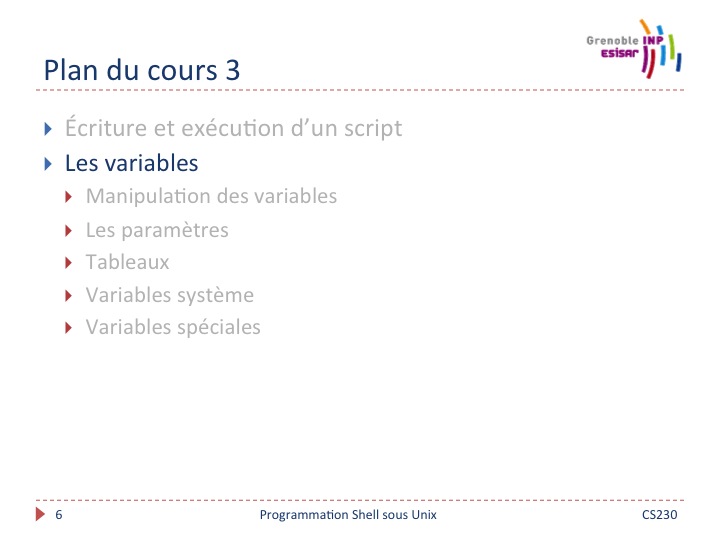 Grenoble INP
ESISAR
Plan du cours 3
Écriture et exécution d’un script
Les variables
Manipulation des variables
Les paramètres
Tableaux
Variables système
Variables spéciales
6 Programmation Shell sous Unix CS230